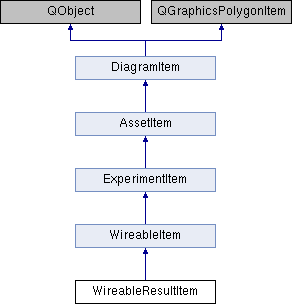 QObject
QGraphicsPolygonItem
DiagramItem
AssetItem
ExperimentItem
WireableItem
WireableResultItem